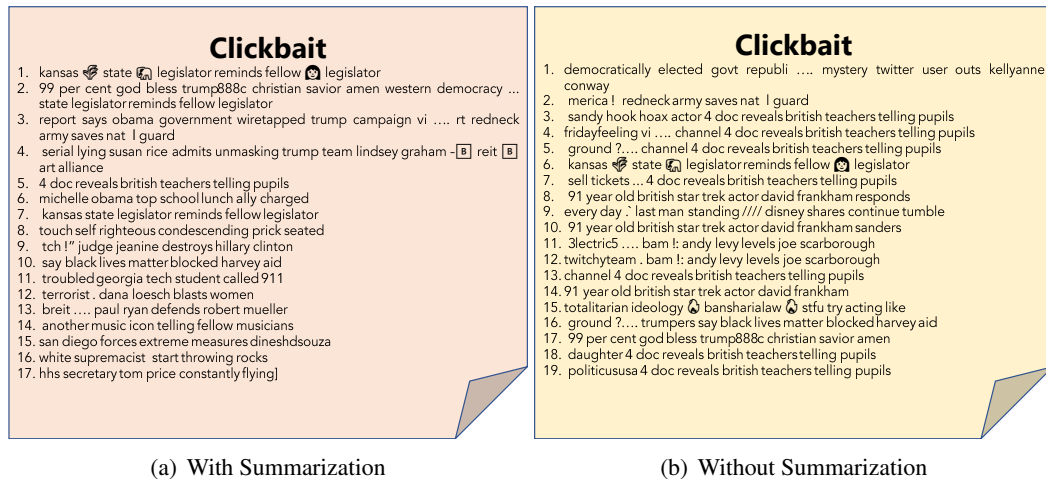 Clickbait
1. kansas 🌾 state 🐘 legislator reminds fellow 👩 legislator
2. 99 per cent god bless trump888c christian savior amen western democracy ...
state legislator reminds fellow legislator
3. report says obama government wiretapped trump campaign vi .... rt redneck
army saves nat l guard
4. serial lying susan rice admits unmasking trump team lindsey graham -🅱 reit 🅱
art alliance
5. 4 doc reveals british teachers telling pupils
6. michelle obama top school lunch ally charged
7. kansas state legislator reminds fellow legislator
8. touch self righteous condescending prick seated
9. tch !” judge jeanine destroys hillary clinton
10. say black lives matter blocked harvey aid
11. troubled georgia tech student called 911
12. terrorist . dana loesch blasts women
13. breit .... paul ryan defends robert mueller
14. another music icon telling fellow musicians
15. san diego forces extreme measures dineshdsouza
16. white supremacist start throwing rocks
17. hhs secretary tom price constantly flying]
(a) With Summarization
Clickbait
1. democratically elected govt republi .... mystery twitter user outs kellyanne
conway
2. merica ! redneck army saves nat l guard
3. sandy hook hoax actor 4 doc reveals british teachers telling pupils
4. fridayfeeling vi .... channel 4 doc reveals british teachers telling pupils
5. ground ?.... channel 4 doc reveals british teachers telling pupils
6. kansas 🌾 state 🐘 legislator reminds fellow 👩 legislator
7. sell tickets ... 4 doc reveals british teachers telling pupils
8. 91 year old british star trek actor david frankham responds
9. every day .` last man standing //// disney shares continue tumble
10. 91 year old british star trek actor david frankham sanders
11. 3lectric5 .... bam !: andy levy levels joe scarborough
12. twitchyteam . bam !: andy levy levels joe scarborough
13. channel 4 doc reveals british teachers telling pupils
14. 91 year old british star trek actor david frankham
15. totalitarian ideology bansharialaw stfu try acting like
16. ground ?.... trumpers say black lives matter blocked harvey aid
17. 99 per cent god bless trump888c christian savior amen
18. daughter 4 doc reveals british teachers telling pupils
19. politicususa 4 doc reveals british teachers telling pupils
(b) Without Summarization